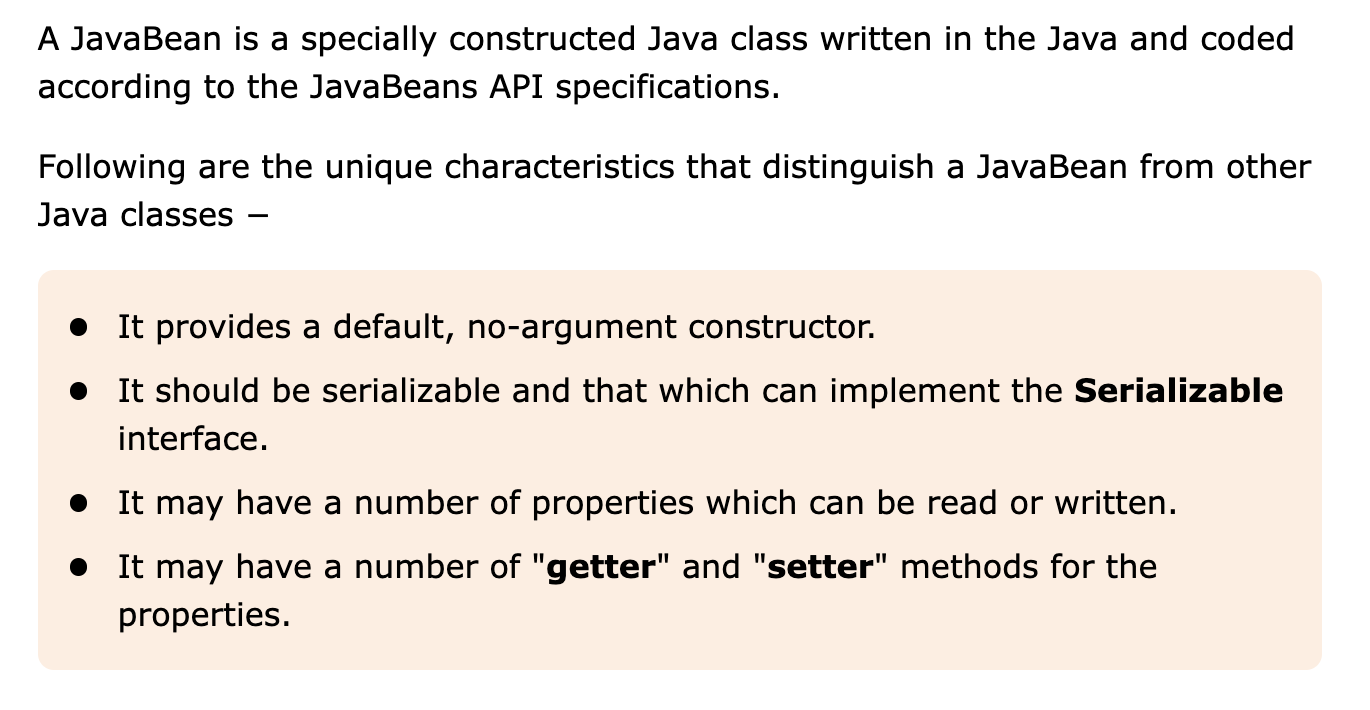 A JavaBean is a specially constructed Java class written in the Java and coded
according to the JavaBeans API specifications.
Following are the unique characteristics that distinguish a JavaBean from other
Java classes −
● It provides a default, no-argument constructor.
● It should be serializable and that which can implement the Serializable
interface.
● It may have a number of properties which can be read or written.
● It may have a number of "getter" and "setter" methods for the
properties.